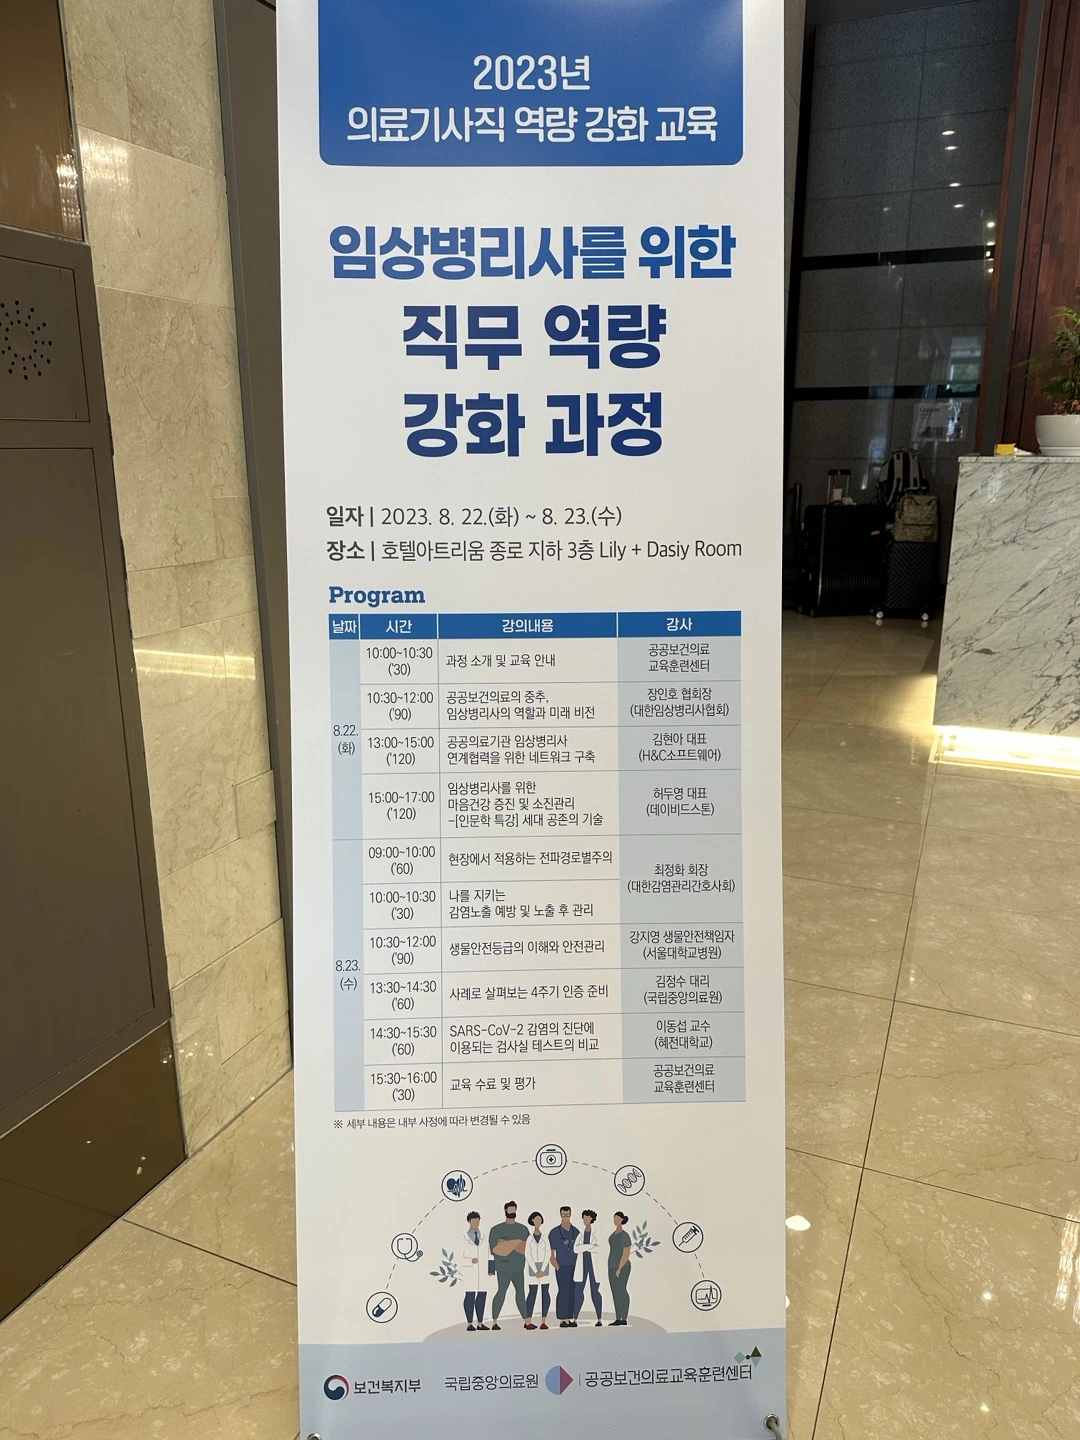 2023년
의료기사직 역량 강화 교육
임상병리사를 위한
직무 역량
강화 과정
일자 | 2023. 8. 22.(화) ~ 8. 23.(수)
장소 | 호텔아트리움 종로 지하 3층 Lily + Dasiy Room
Program
날짜 시간 강의내용 강사
8.22.
(화)
10:00~10:30
('30)
과정 소개 및 교육 안내
공공보건의료
교육훈련센터
10:30~12:00
('90)
공공보건의료의 중추,
임상병리사의 역할과 미래 비전
장인호 협회장
(대한임상병리사협회)
13:00~15:00
('120)
공공의료기관 임상병리사
연계협력을 위한 네트워크 구축
김현아 대표
(H&C소프트웨어)
15:00~17:00
('120)
임상병리사를 위한
마음건강 증진 및 소진관리
-[인문학 특강] 세대 공존의 기술
허두영 대표
(데이비드스톤)
8.23.
(수)
09:00~10:00
('60)
현장에서 적용하는 전파경로별주의
최정화 회장
(대한감염관리간호사회)
10:00~10:30
('30)
나를 지키는
감염노출 예방 및 노출 후 관리
10:30~12:00
('90)
생물안전등급의 이해와 안전관리
강지영 생물안전책임자
(서울대학교병원)
13:30~14:30
('60)
사례로 살펴보는 4주기 인증 준비
김정수 대리
(국립중앙의료원)
14:30~15:30
('60)
SARS-CoV-2 감염의 진단에
이용되는 검사실 테스트의 비교
이동섭 교수
(혜전대학교)
15:30~16:00
('30)
교육 수료 및 평가
공공보건의료
교육훈련센터
※ 세부 내용은 내부 사정에 따라 변경될 수 있음
보건복지부 국립중앙의료원 | 공공보건의료교육훈련센터